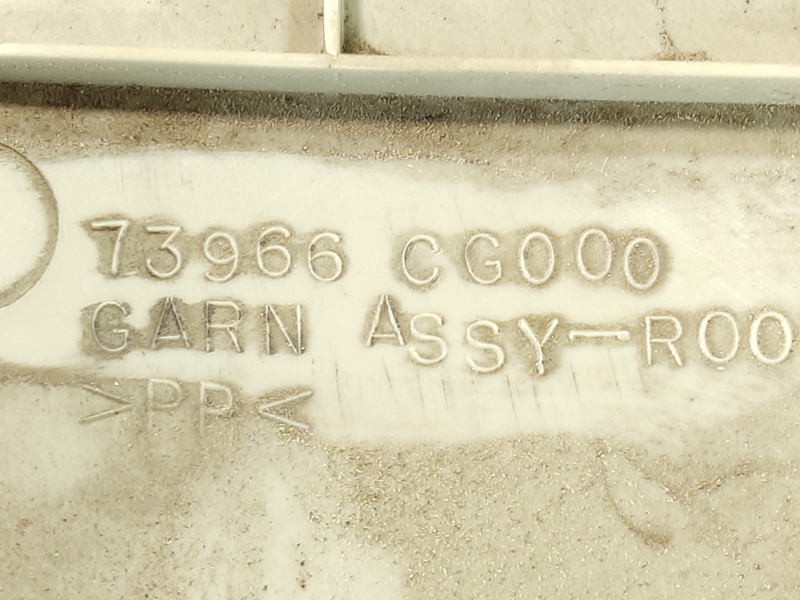 73966 CG000
GARN ASSY-ROO
>PP<